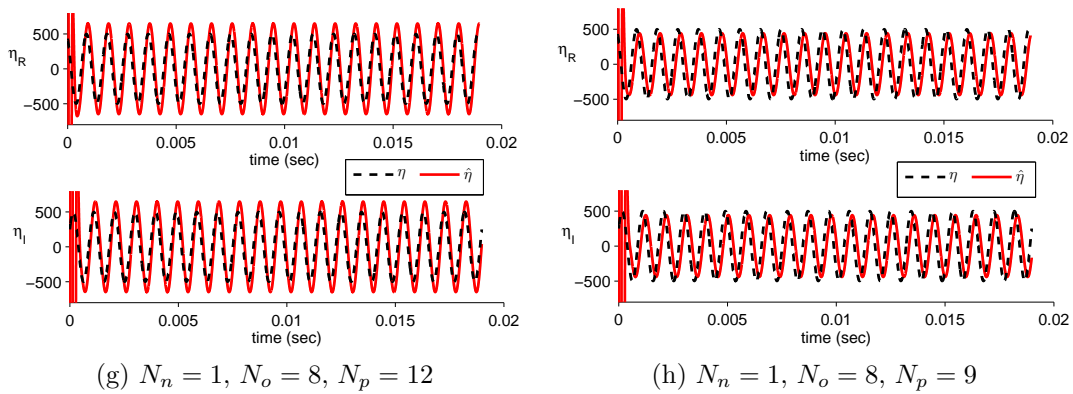 η_R
500
0
−500
0
0.005
0.01
0.015
0.02
time (sec)
η
η̂
η_I
500
0
−500
0
0.005
0.01
0.015
0.02
time (sec)
(g) N_n = 1, N_o = 8, N_p = 12
η_R
500
0
−500
0
0.005
0.01
0.015
0.02
time (sec)
η
η̂
η_I
500
0
−500
0
0.005
0.01
0.015
0.02
time (sec)
(h) N_n = 1, N_o = 8, N_p = 9